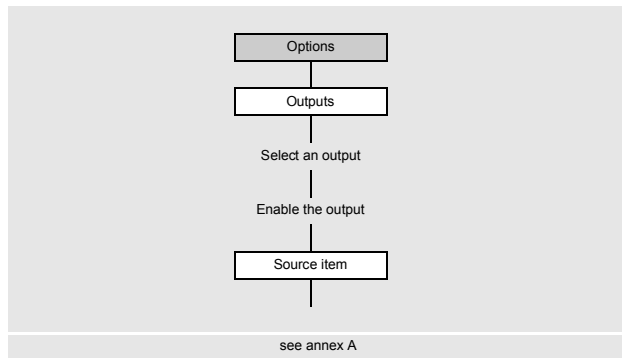 Options
Outputs
Select an output
Enable the output
Source item
see annex A